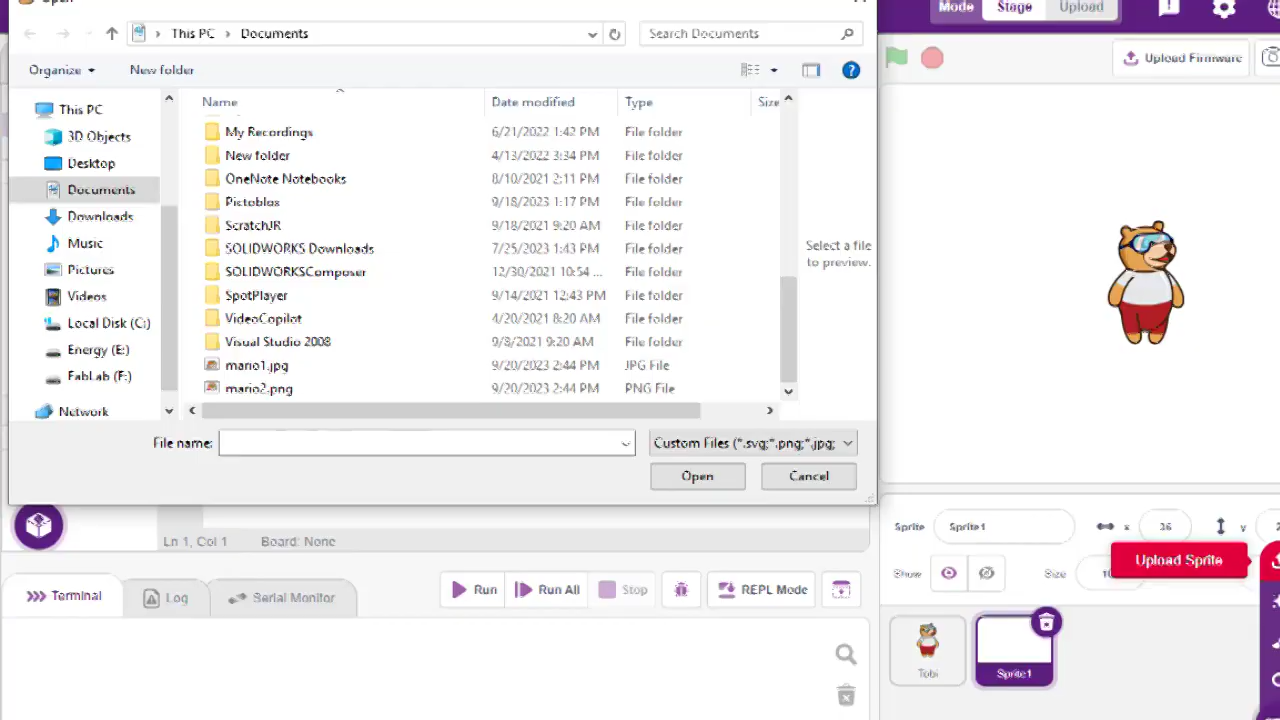 Open
Mode Stage Upload
This PC > Documents
Search Documents
Organize
New folder
Upload Firmware
Name
Date modified
Type
Size
This PC
3D Objects
Desktop
Documents
Downloads
Music
Pictures
Videos
Local Disk (C:)
Energy (E:)
FabLab (F:)
Network
My Recordings 6/21/2022 1:42 PM File folder
New folder 4/13/2022 3:34 PM File folder
OneNote Notebooks 8/10/2021 2:11 PM File folder
Pictoblox 9/18/2023 1:17 PM File folder
ScratchJR 9/18/2021 9:20 AM File folder
SOLIDWORKS Downloads 7/25/2023 1:43 PM File folder
SOLIDWORKSComposer 12/30/2021 10:54 ... File folder
SpotPlayer 9/14/2021 12:43 PM File folder
VideoCopilot 4/20/2021 8:20 AM File folder
Visual Studio 2008 9/8/2021 9:20 AM File folder
mario1.jpg 9/20/2023 2:44 PM JPG File
mario2.png 9/20/2023 2:44 PM PNG File
Select a file
to preview.
File name:
Custom Files (*.svg;*.png;*.jpg;
Open
Cancel
Ln 1, Col 1
Board: None
Sprite
Sprite1
x
36
y
Upload Sprite
Show
Size
Terminal
Log
Serial Monitor
Run
Run All
Stop
REPL Mode
Tobi
Sprite1